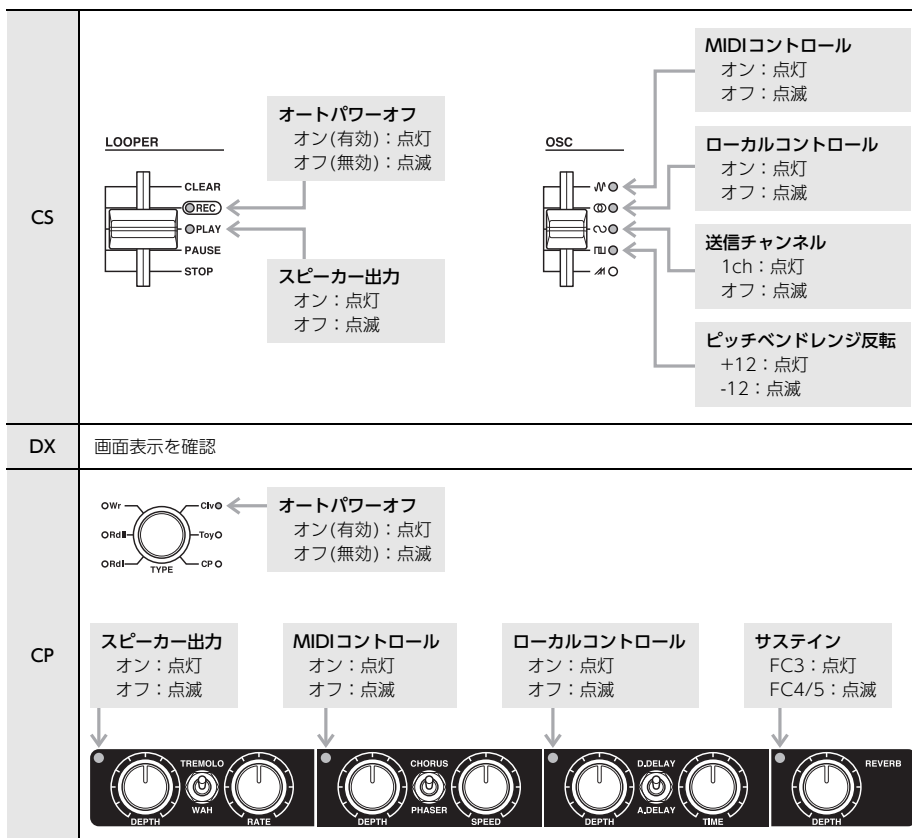 CS
LOOPER
CLEAR
REC
PLAY
PAUSE
STOP
オートパワーオフ
オン(有効)：点灯
オフ(無効)：点滅
スピーカー出力
オン：点灯
オフ：点滅
OSC
MIDIコントロール
オン：点灯
オフ：点滅
ローカルコントロール
オン：点灯
オフ：点滅
送信チャンネル
1ch：点灯
オフ：点滅
ピッチベンドレンジ反転
+12：点灯
-12：点滅
DX
画面表示を確認
CP
Wr
RdⅡ
RdⅠ
TYPE
Clv
Toy
CP
オートパワーオフ
オン(有効)：点灯
オフ(無効)：点滅
スピーカー出力
オン：点灯
オフ：点滅
MIDIコントロール
オン：点灯
オフ：点滅
ローカルコントロール
オン：点灯
オフ：点滅
サステイン
FC3：点灯
FC4/5：点滅
DEPTH
TREMOLO
WAH
RATE
DEPTH
CHORUS
PHASER
SPEED
DEPTH
D.DELAY
A.DELAY
TIME
DEPTH
REVERB